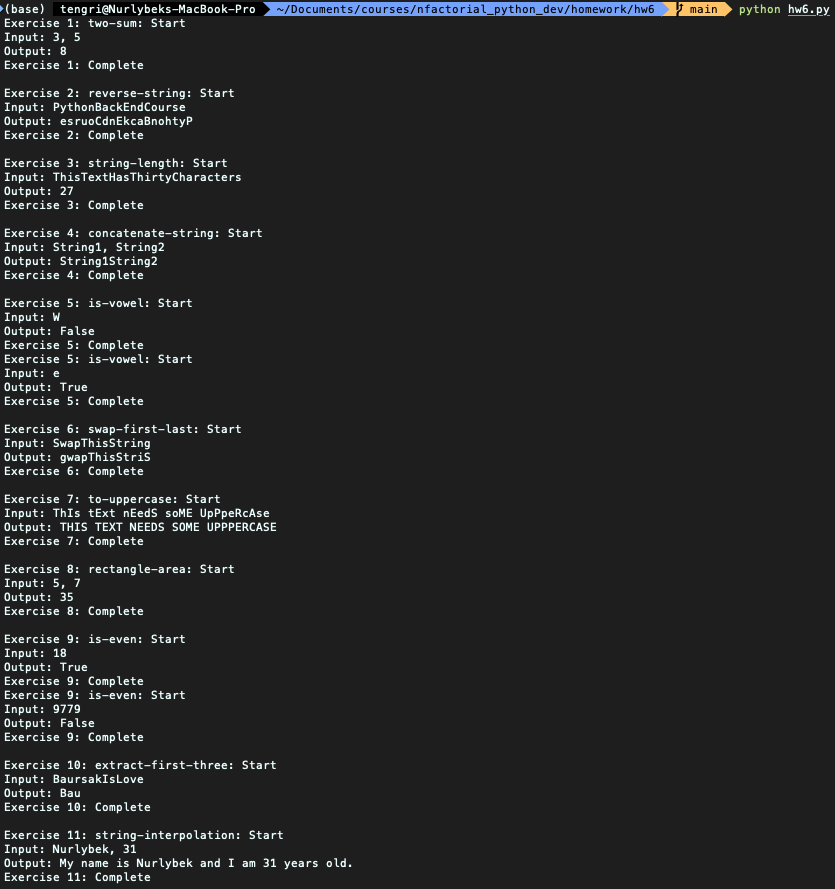 (base) tengri@Nurlybeks-MacBook-Pro ~/Documents/courses/nfactorial_python_dev/homework/hw6 main python hw6.py
Exercise 1: two-sum: Start
Input: 3, 5
Output: 8
Exercise 1: Complete

Exercise 2: reverse-string: Start
Input: PythonBackEndCourse
Output: esruoCdnEkcaBnohtyP
Exercise 2: Complete

Exercise 3: string-length: Start
Input: ThisTextHasThirtyCharacters
Output: 27
Exercise 3: Complete

Exercise 4: concatenate-string: Start
Input: String1, String2
Output: String1String2
Exercise 4: Complete

Exercise 5: is-vowel: Start
Input: W
Output: False
Exercise 5: Complete
Exercise 5: is-vowel: Start
Input: e
Output: True
Exercise 5: Complete

Exercise 6: swap-first-last: Start
Input: SwapThisString
Output: gwapThisStriS
Exercise 6: Complete

Exercise 7: to-uppercase: Start
Input: ThIs tExt nEedS soME UpPpeRcAse
Output: THIS TEXT NEEDS SOME UPPPERCASE
Exercise 7: Complete

Exercise 8: rectangle-area: Start
Input: 5, 7
Output: 35
Exercise 8: Complete

Exercise 9: is-even: Start
Input: 18
Output: True
Exercise 9: Complete
Exercise 9: is-even: Start
Input: 9779
Output: False
Exercise 9: Complete

Exercise 10: extract-first-three: Start
Input: BaursakIsLove
Output: Bau
Exercise 10: Complete

Exercise 11: string-interpolation: Start
Input: Nurlybek, 31
Output: My name is Nurlybek and I am 31 years old.
Exercise 11: Complete